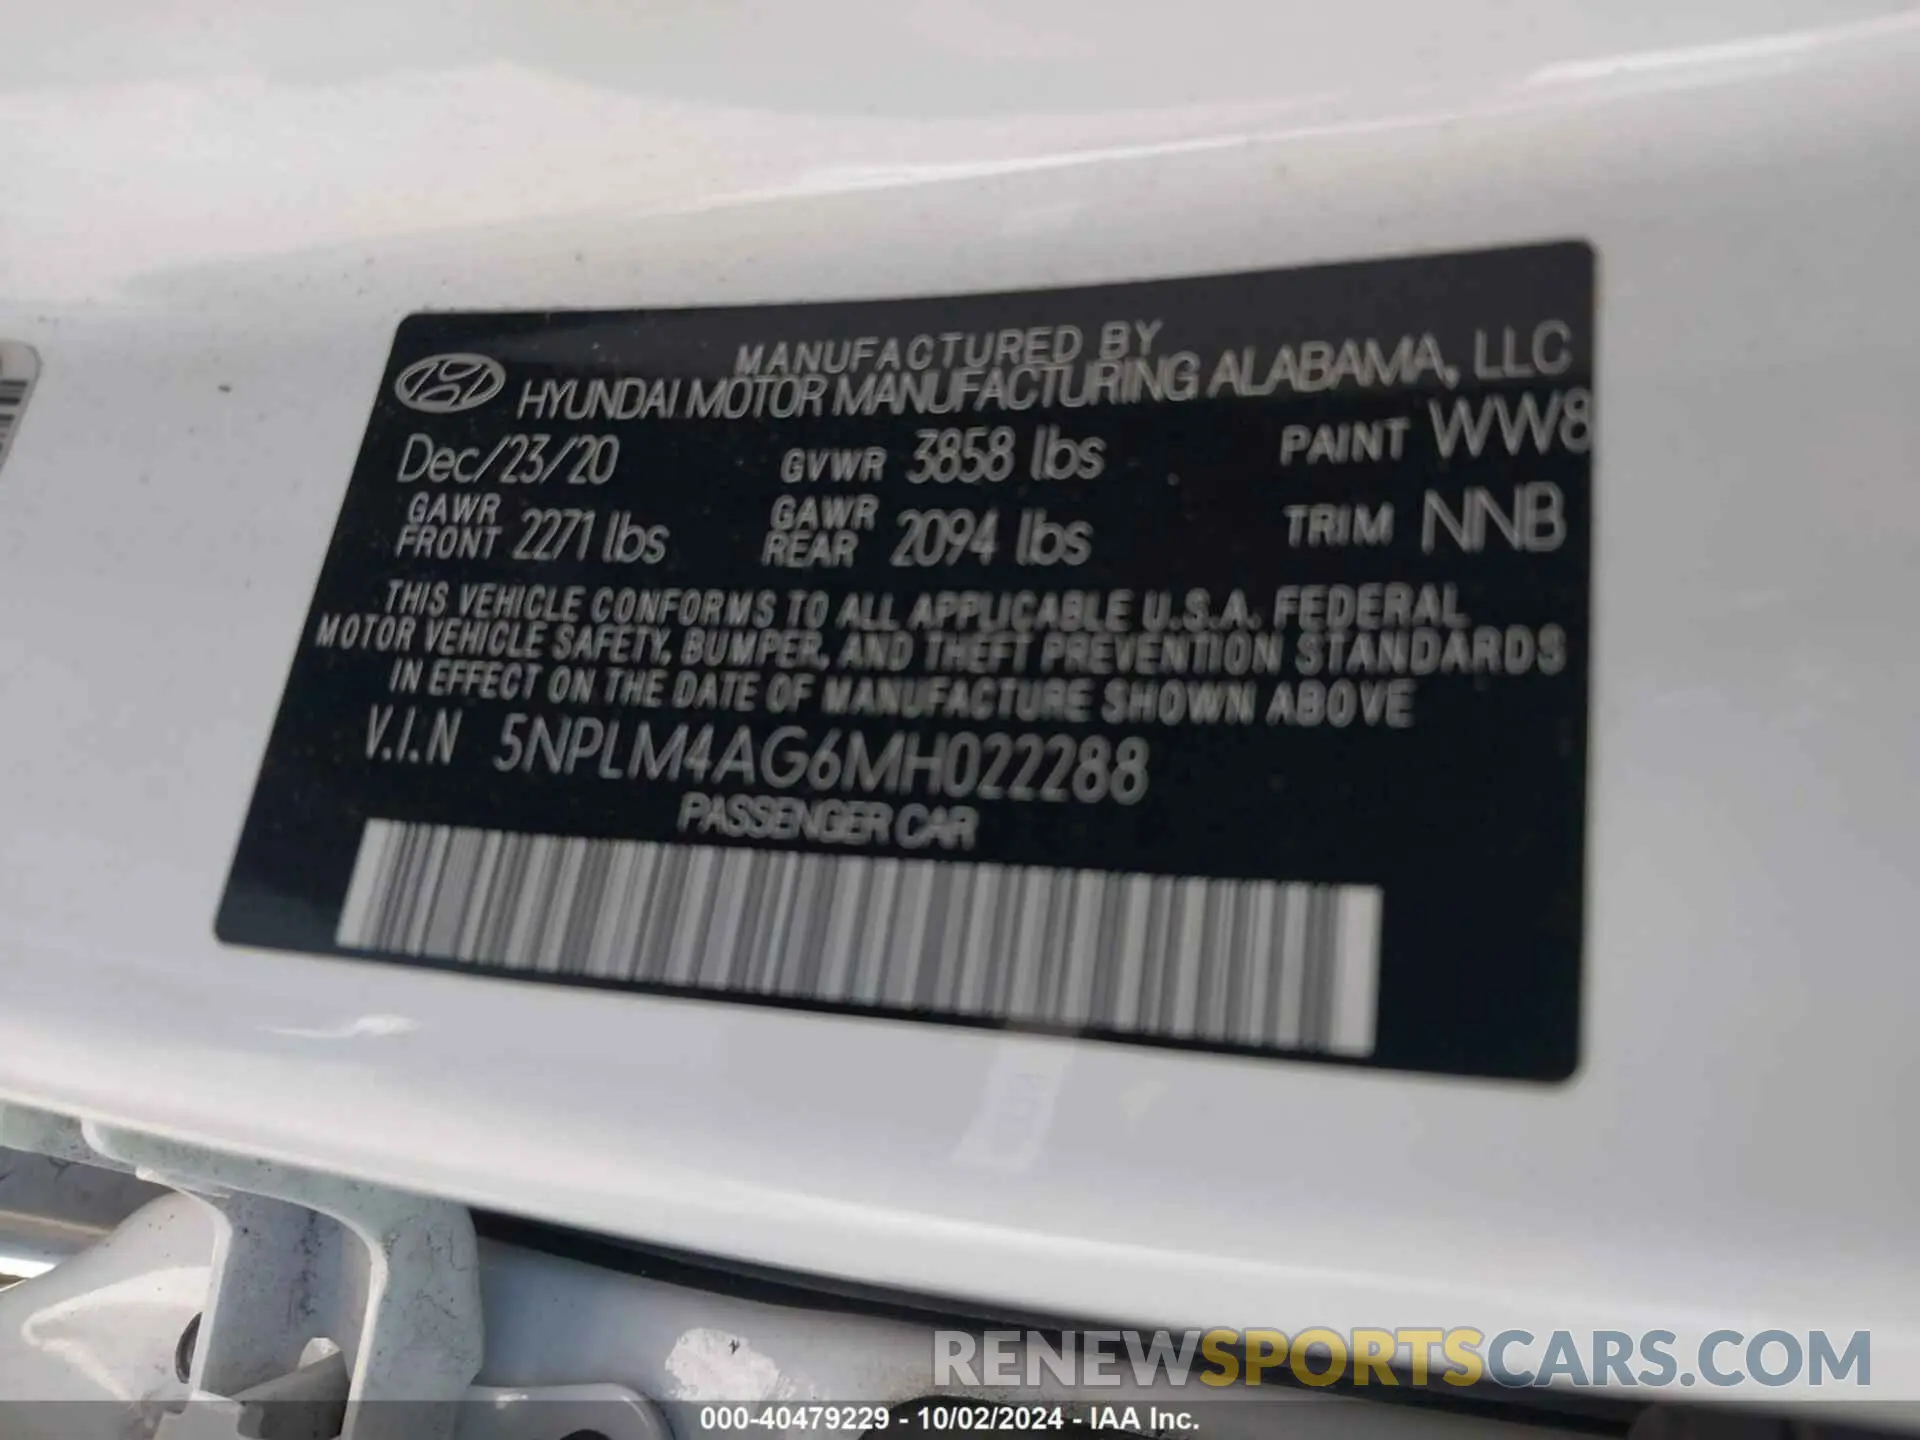 MANUFACTURED BY
HYUNDAI MOTOR MANUFACTURING ALABAMA, LLC
Dec/23/20 GVWR 3858 lbs PAINT WW8
GAWR FRONT 2271 lbs GAWR REAR 2094 lbs TRIM NNB
THIS VEHICLE CONFORMS TO ALL APPLICABLE U.S.A. FEDERAL
MOTOR VEHICLE SAFETY, BUMPER, AND THEFT PREVENTION STANDARDS
IN EFFECT ON THE DATE OF MANUFACTURE SHOWN ABOVE
V.I.N 5NPLM4AG6MH022288
PASSENGER CAR
RENEWSPORTSCARS.COM
000-40479229 - 10/02/2024 - IAA Inc.